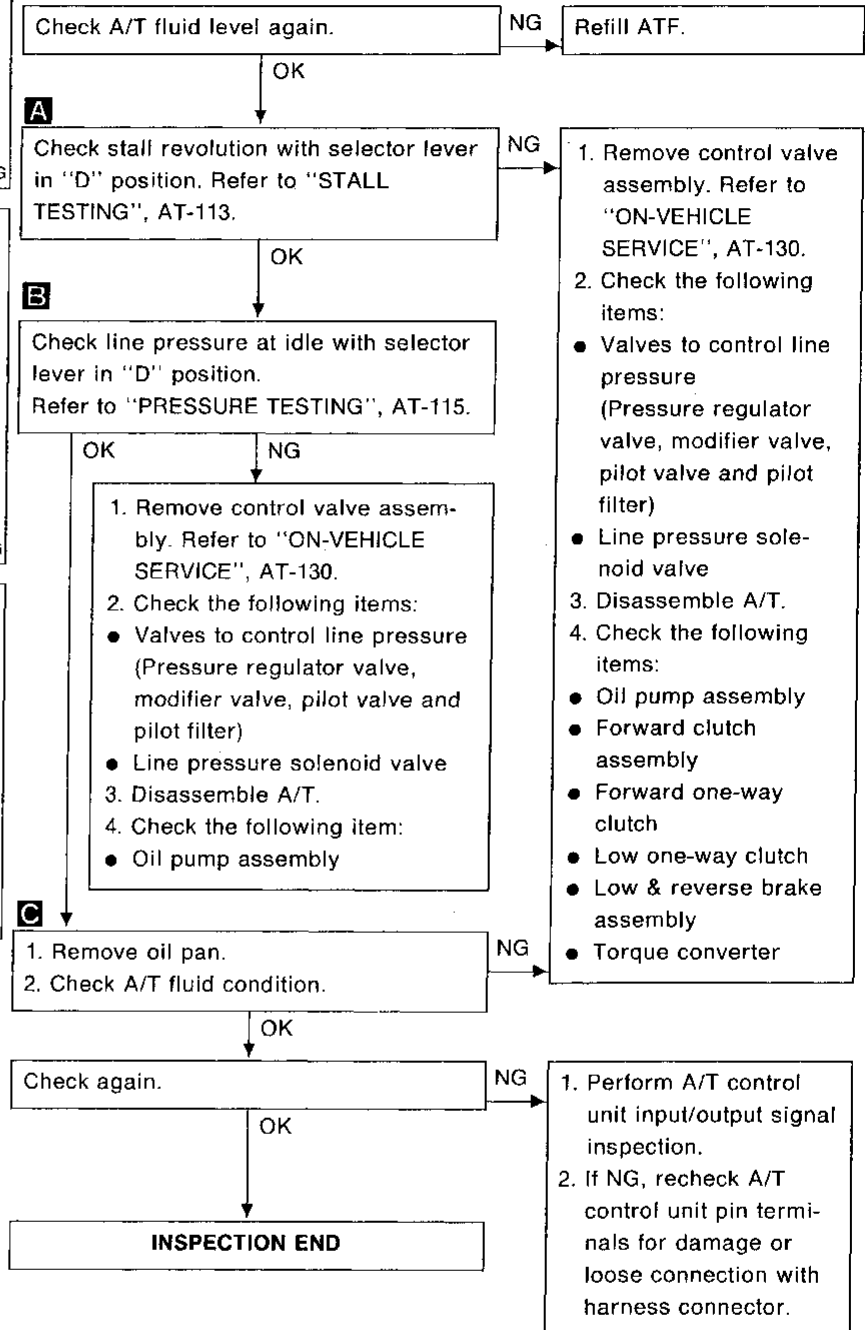 Check A/T fluid level again.
NG
Refill ATF.
OK
A
Check stall revolution with selector lever
in "D" position. Refer to "STALL
TESTING", AT-113.
NG
1. Remove control valve
assembly. Refer to
"ON-VEHICLE
SERVICE", AT-130.
2. Check the following
items:
● Valves to control line
pressure
(Pressure regulator
valve, modifier valve,
pilot valve and pilot
filter)
● Line pressure sole-
noid valve
3. Disassemble A/T.
4. Check the following
items:
● Oil pump assembly
● Forward clutch
assembly
● Forward one-way
clutch
● Low one-way clutch
● Low & reverse brake
assembly
● Torque converter
OK
B
Check line pressure at idle with selector
lever in "D" position.
Refer to "PRESSURE TESTING", AT-115.
OK
NG
1. Remove control valve assem-
bly. Refer to "ON-VEHICLE
SERVICE", AT-130.
2. Check the following items:
● Valves to control line pressure
(Pressure regulator valve,
modifier valve, pilot valve and
pilot filter)
● Line pressure solenoid valve
3. Disassemble A/T.
4. Check the following item:
● Oil pump assembly
C
1. Remove oil pan.
2. Check A/T fluid condition.
NG
OK
Check again.
NG
1. Perform A/T control
unit input/output signal
inspection.
2. If NG, recheck A/T
control unit pin termi-
nals for damage or
loose connection with
harness connector.
OK
INSPECTION END